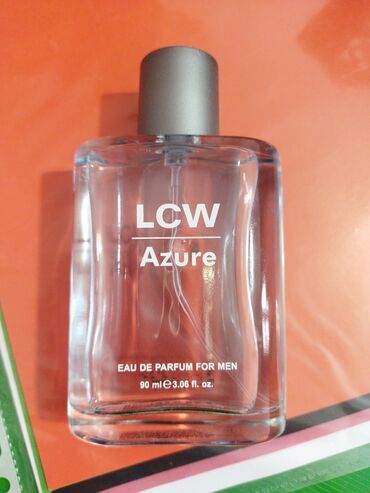 LCW
Azure
EAU DE PARFUM FOR MEN
90 ml℮3.06 fl. oz.